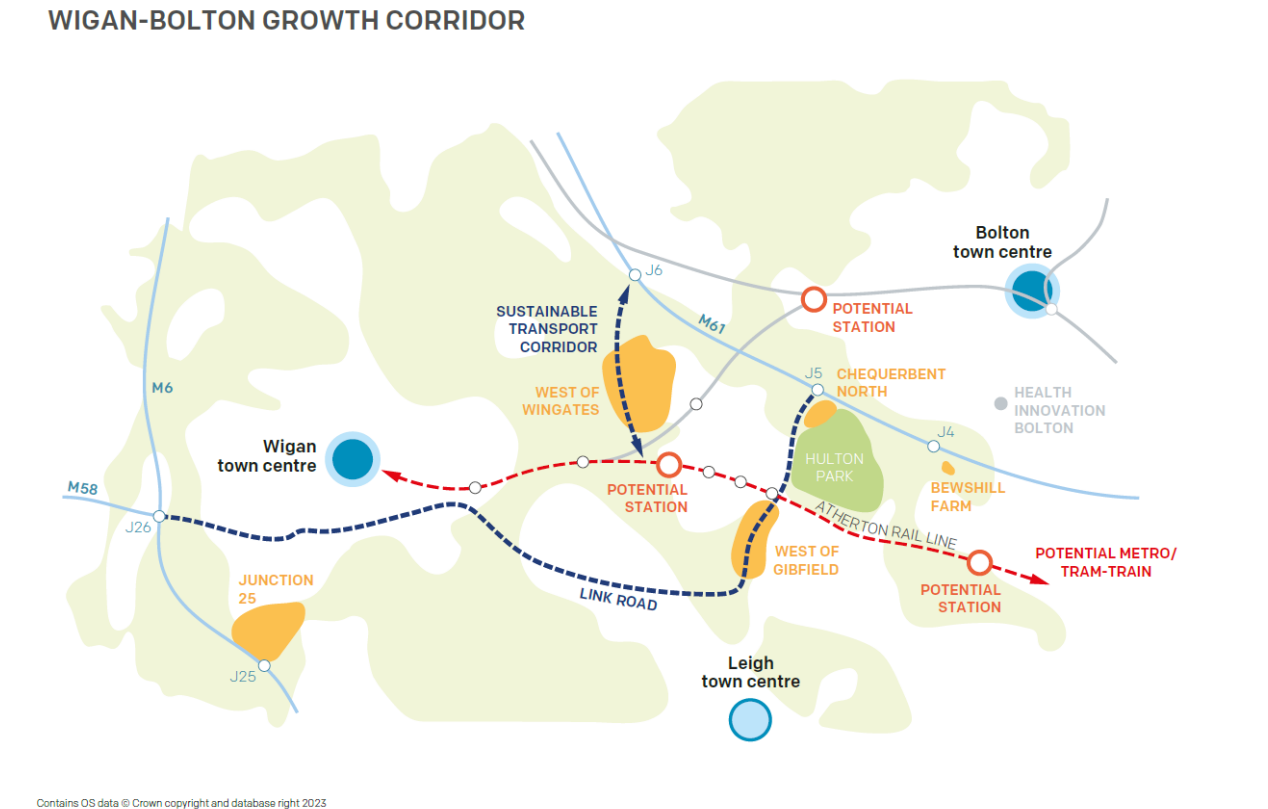 WIGAN-BOLTON GROWTH CORRIDOR
Bolton
town centre
J6
SUSTAINABLE
TRANSPORT
CORRIDOR
M61
POTENTIAL
STATION
J5
CHEQUERBENT
NORTH
M6
WEST OF
WINGATES
HEALTH
INNOVATION
BOLTON
J4
Wigan
town centre
HULTON
PARK
M58
POTENTIAL
STATION
BEWSHILL
FARM
J26
ATHERTON RAIL LINE
WEST OF
GIBFIELD
POTENTIAL METRO/
TRAM-TRAIN
JUNCTION
25
LINK ROAD
POTENTIAL
STATION
J25
Leigh
town centre
Contains OS data © Crown copyright and database right 2023